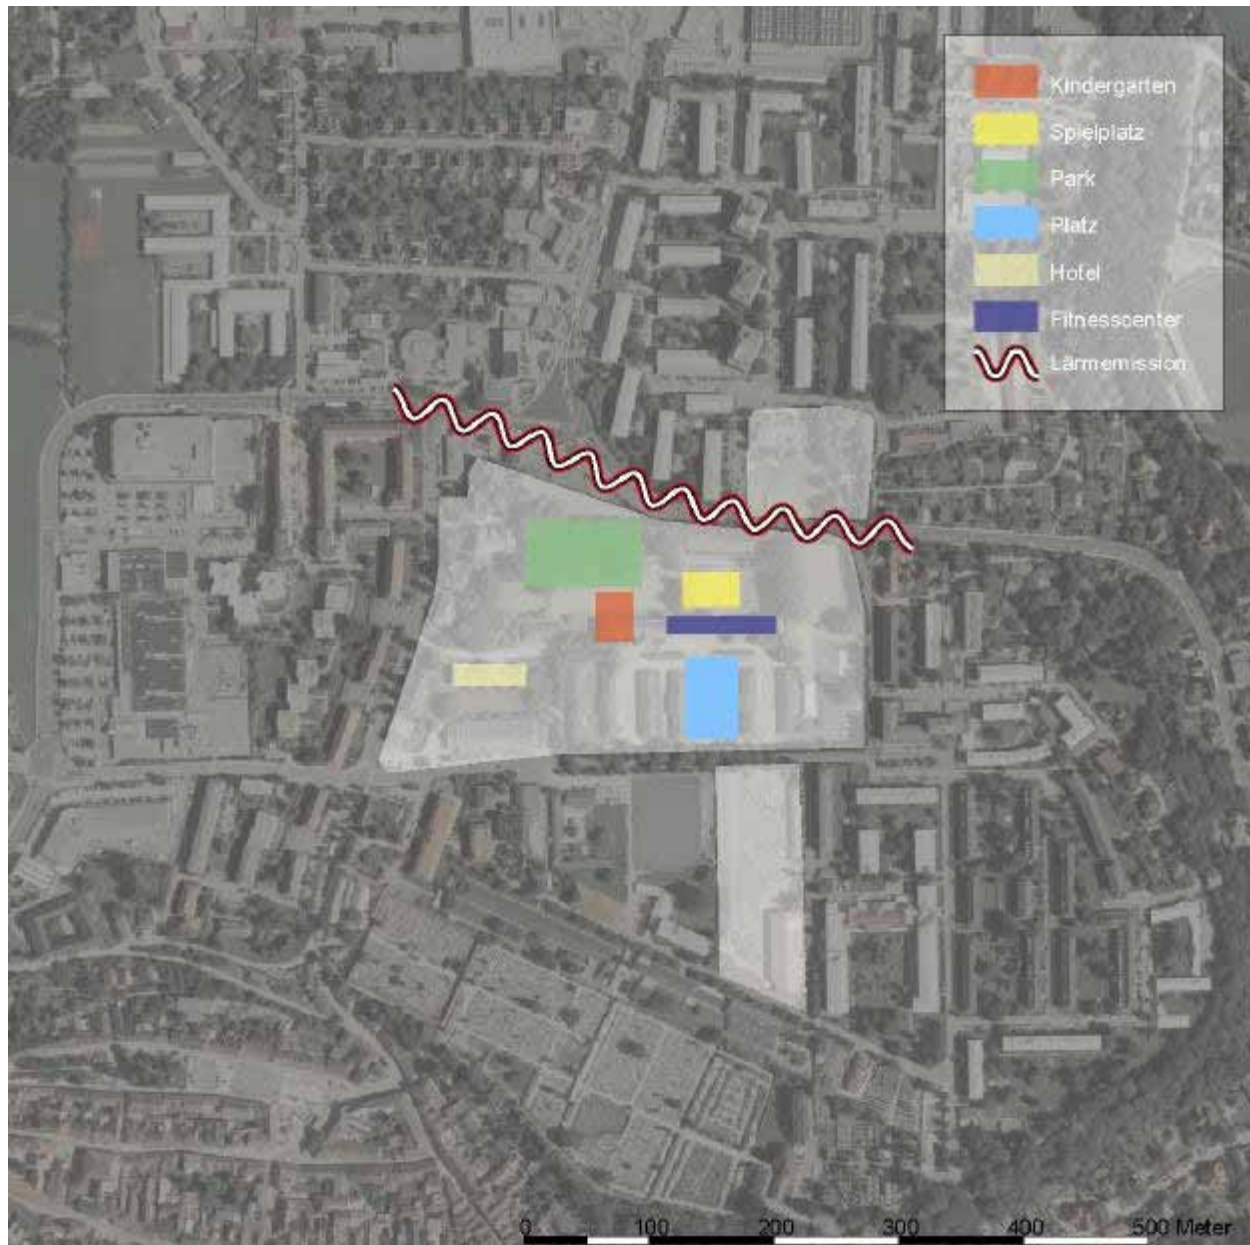 Kindergarten
Spielplatz
Park
Platz
Hotel
Fitnesscenter
Lärmemission
0 100 200 300 400 500 Meter